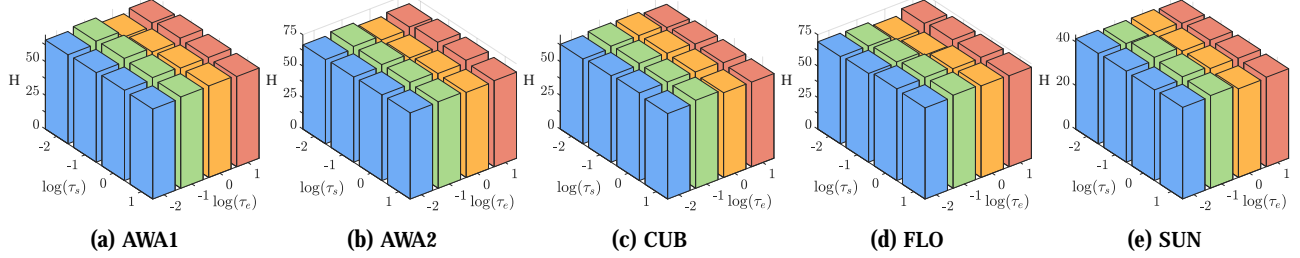 75 75
50 50 50 50 40
H H H H H
25 25 25 25 20
0 0 0 0 0
-2 -1 0 1 -2 -1 0 1 -2 -1 0 1 -2 -1 0 1 -2 -1 0 1
-2 -1 0 1 -2 -1 0 1 -2 -1 0 1 -2 -1 0 1 -2 -1 0 1
log(τₛ) log(τₑ) log(τₛ) log(τₑ) log(τₛ) log(τₑ) log(τₛ) log(τₑ) log(τₛ) log(τₑ)
(a) AWA1 (b) AWA2 (c) CUB (d) FLO (e) SUN